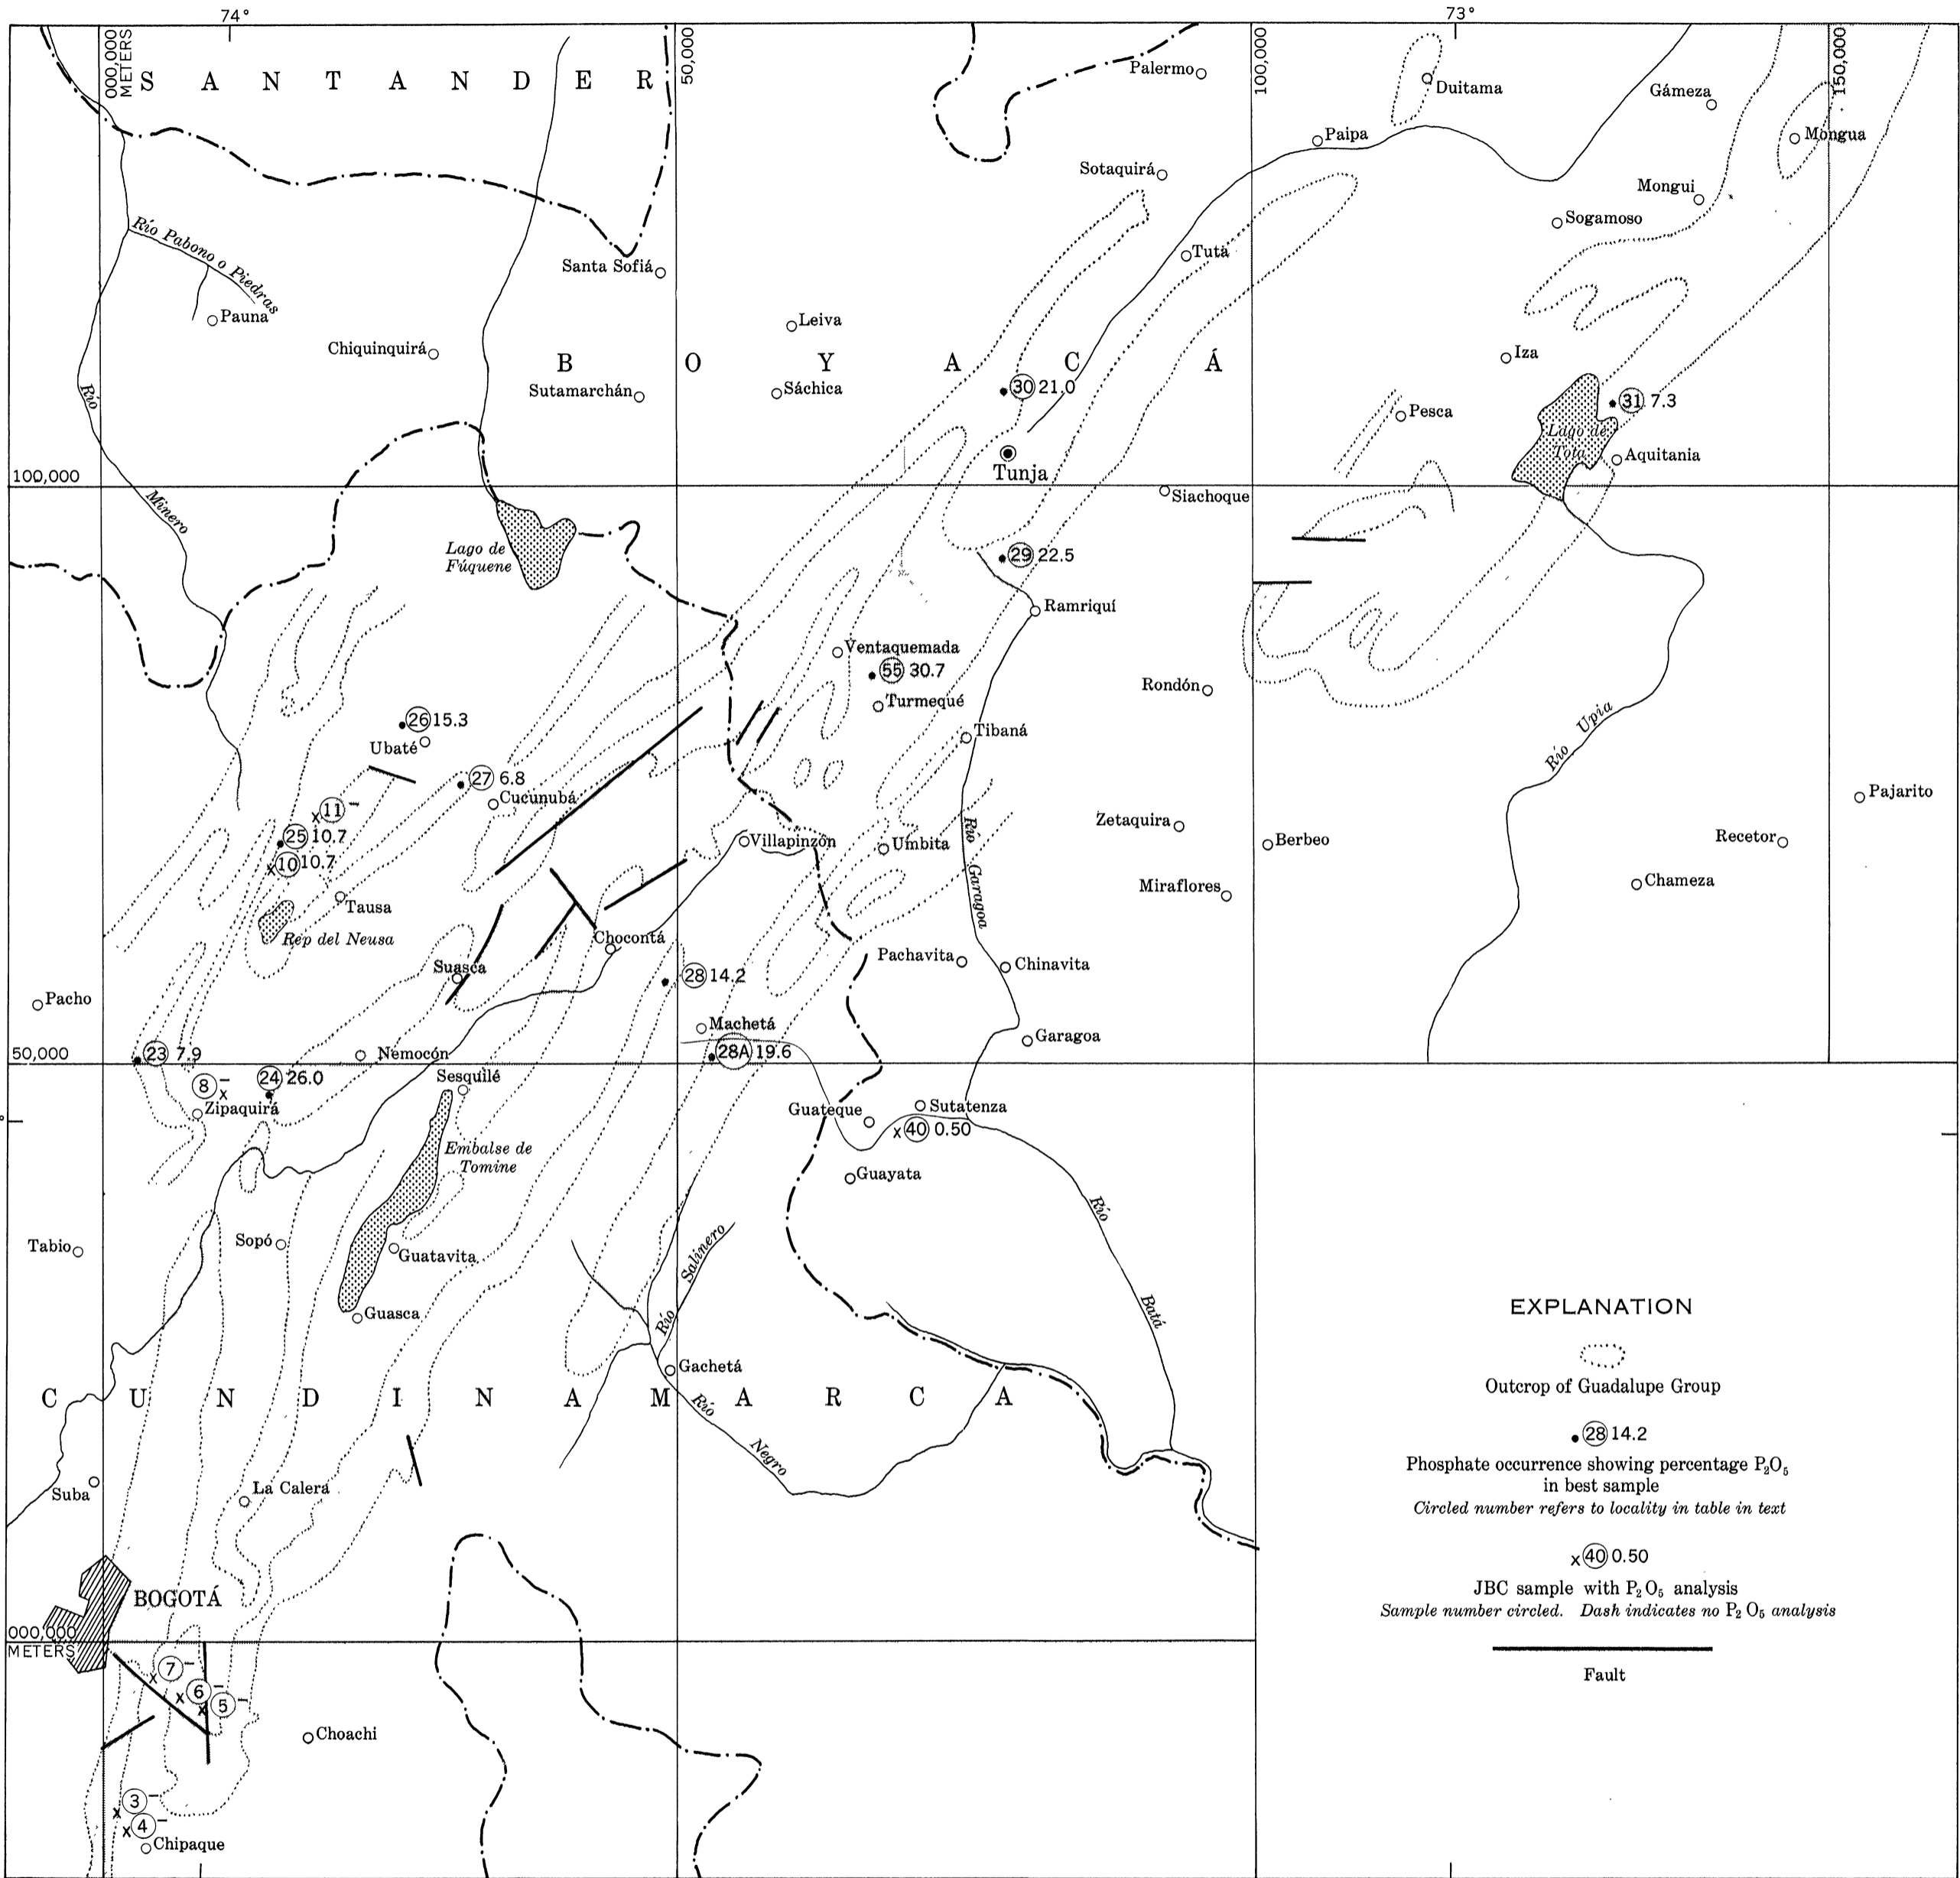 74°
73°
000,000
METERS
50,000
100,000
150,000
S A N T A N D E R
Palermo
Duitama
Gámeza
Paipa
Mongua
Sotaquirá
Mongui
Sogamoso
Río Pabono o Piedras
Tuta
Santa Sofiá
Pauna
Leiva
Chiquinquirá
Iza
B O Y A C Á
Sutamarchán
Sáchica
30 21.0
Río
Pesca
31 7.3
Lago de
Tota
Aquitania
Tunja
100,000
Siachoque
Minero
Lago de
Fúquene
29 22.5
Ramriquí
Ventaquemada
55 30.7
Rondón
Turmequé
26 15.3
Ubaté
Tibaná
Río Upia
27 6.8
Cucunubá
Pajarito
11 –
25 10.7
10 10.7
Villapinzón
Umbita
Zetaquira
Berbeo
Recetor
Río Garagoa
Miraflores
Chameza
Tausa
Rep del Neusa
Chocontá
Suasca
Pachavita
Chinavita
28 14.2
Pacho
Machetá
Garagoa
50,000
23 7.9
Nemocón
28A 19.6
8 –
24 26.0
Sesquilé
Zipaquirá
Guateque
Sutatenza
40 0.50
Embalse de
Tomine
Guayata
Río
Tabio
Sopó
Guatavita
Río Salinero
Guasca
Batá
Gachetá
C U N D I N A M A R C A
Río Negro
Suba
La Calera
BOGOTÁ
000,000
METERS
7 –
6 –
5 –
Choachi
3 –
4 –
Chipaque
EXPLANATION
Outcrop of Guadalupe Group
28 14.2
Phosphate occurrence showing percentage P₂O₅
in best sample
Circled number refers to locality in table in text
x 40 0.50
JBC sample with P₂O₅ analysis
Sample number circled. Dash indicates no P₂O₅ analysis
Fault